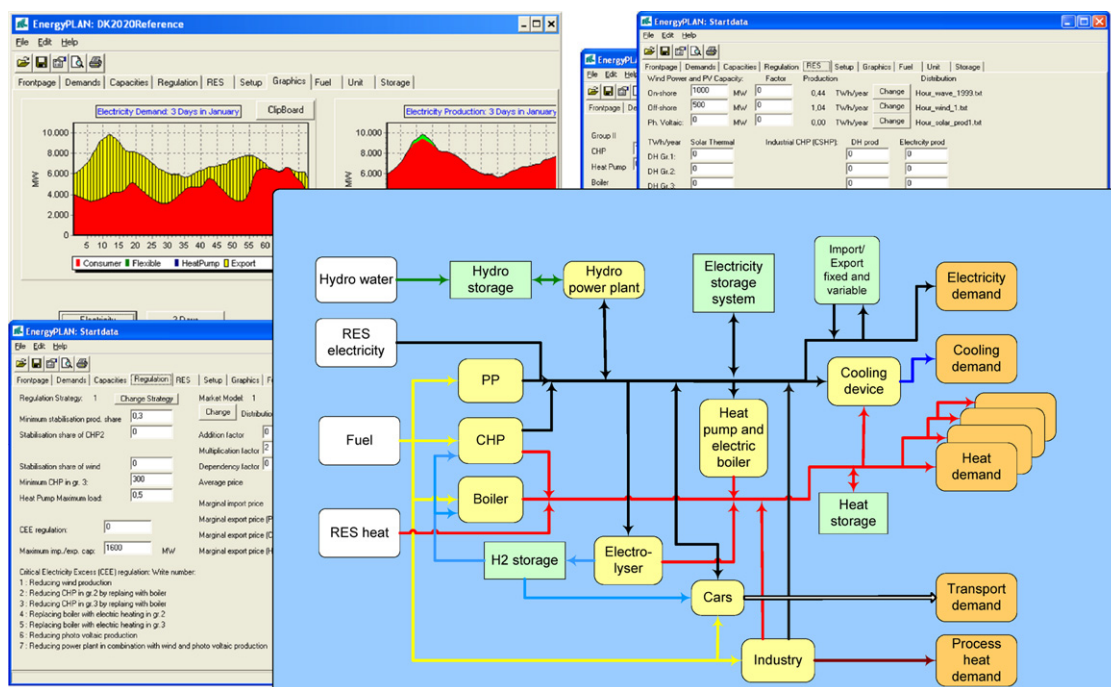 EnergyPLAN: DK2020Reference
File Edit Help
Frontpage Demands Capacities Regulation RES Setup Graphics Fuel Unit Storage
Electricity Demand: 3 Days in January
ClipBoard
Electricity Production: 3 Days in January
10.000
8.000
6.000
4.000
2.000
0
MW
5 10 15 20 25 30 35 40 45 50 55 60
Consumer Flexible HeatPump Export
10.000
8.000
6.000
4.000
MW
Electricity
3 Days
File
Frontpage
Group II
CHP
Heat Pump
Boiler
EnergyPLAN: Startdata
File Edit Help
Frontpage Demands Capacities Regulation RES Setup Graphics Fuel Unit Storage
Wind Power and PV Capacity: Factor Production Distribution
On-shore 1000 MW 0 0,44 TWh/year Change Hour_wave_1999.txt
Off-shore 500 MW 0 1,04 TWh/year Change Hour_wind_1.txt
Ph. Voltaic: 0 MW 0 0,00 TWh/year Change Hour_solar_prod1.txt
TWh/year Solar Thermal Industrial CHP (CSHP): DH prod Electricity prod
DH Gr.1: 0 0 0
DH Gr.2: 0 0 0
DH Gr.3: 0 0 0
EnergyPLAN: Startdata
File Edit Help
Frontpage Demands Capacities Regulation RES Setup Graphics
Regulation Strategy: 1 Change Strategy Market Model: 1
Minimum stabilisation prod. share 0,3 Change Distribution
Stabilisation share of CHP2 0 Addition factor 0
Multiplication factor 2
Stabilisation share of wind 0 Dependency factor 0
Minimum CHP in gr. 3: 300 Average price
Heat Pump Maximum load: 0,5
Marginal import price
CEE regulation: 0 Marginal export price
Marginal export price
Maximum imp./exp. cap: 1600 MW Marginal export price
Critical Electricity Excess (CEE) regulation: Write number:
1 : Reducing wind production
2 : Reducing CHP in gr.2 by replaing with boiler
3 : Reducing CHP in gr.3 by replaing with boiler
4 : Replacing boiler with electric heating in gr.2
5 : Replacing boiler with electric heating in gr.3
6 : Reducing photo voltaic production
7 : Reducing power plant in combination with wind and photo voltaic production
Hydro water
Hydro
storage
Hydro
power plant
Electricity
storage
system
Import/
Export
fixed and
variable
Electricity
demand
RES
electricity
Cooling
device
Cooling
demand
PP
Fuel
CHP
Heat
pump and
electric
boiler
Heat
demand
Boiler
Heat
storage
RES heat
H2 storage
Electro-
lyser
Cars
Transport
demand
Industry
Process
heat
demand